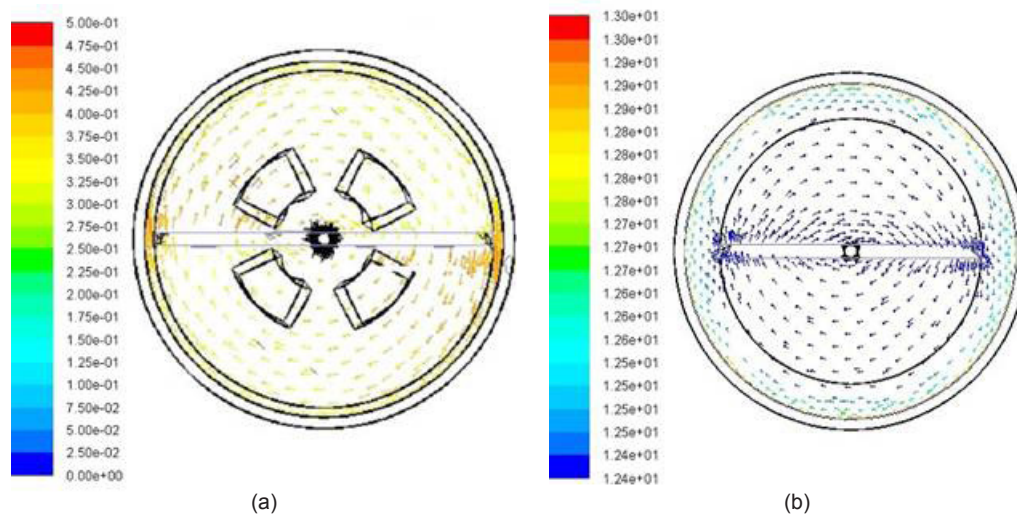 5.00e-01
4.75e-01
4.50e-01
4.25e-01
4.00e-01
3.75e-01
3.50e-01
3.25e-01
3.00e-01
2.75e-01
2.50e-01
2.25e-01
2.00e-01
1.75e-01
1.50e-01
1.25e-01
1.00e-01
7.50e-02
5.00e-02
2.50e-02
0.00e+00
(a)
1.30e+01
1.30e+01
1.29e+01
1.29e+01
1.29e+01
1.28e+01
1.28e+01
1.28e+01
1.27e+01
1.27e+01
1.27e+01
1.26e+01
1.26e+01
1.26e+01
1.25e+01
1.25e+01
1.25e+01
1.24e+01
1.24e+01
(b)